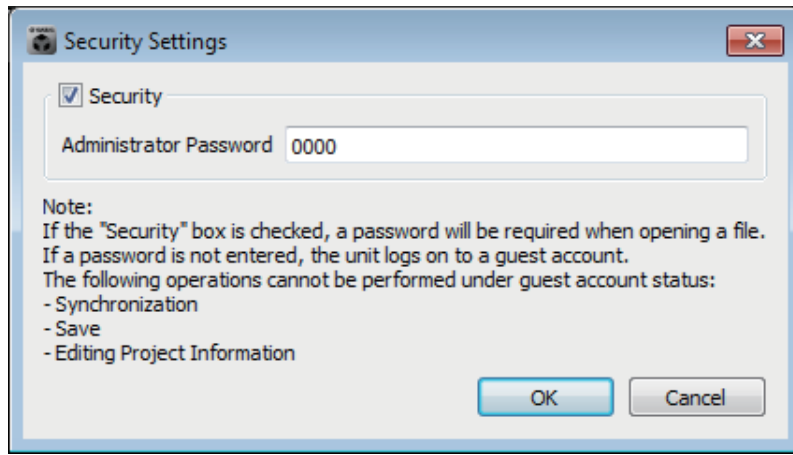 Security Settings
Security
Administrator Password 0000
Note:
If the "Security" box is checked, a password will be required when opening a file.
If a password is not entered, the unit logs on to a guest account.
The following operations cannot be performed under guest account status:
- Synchronization
- Save
- Editing Project Information
OK Cancel